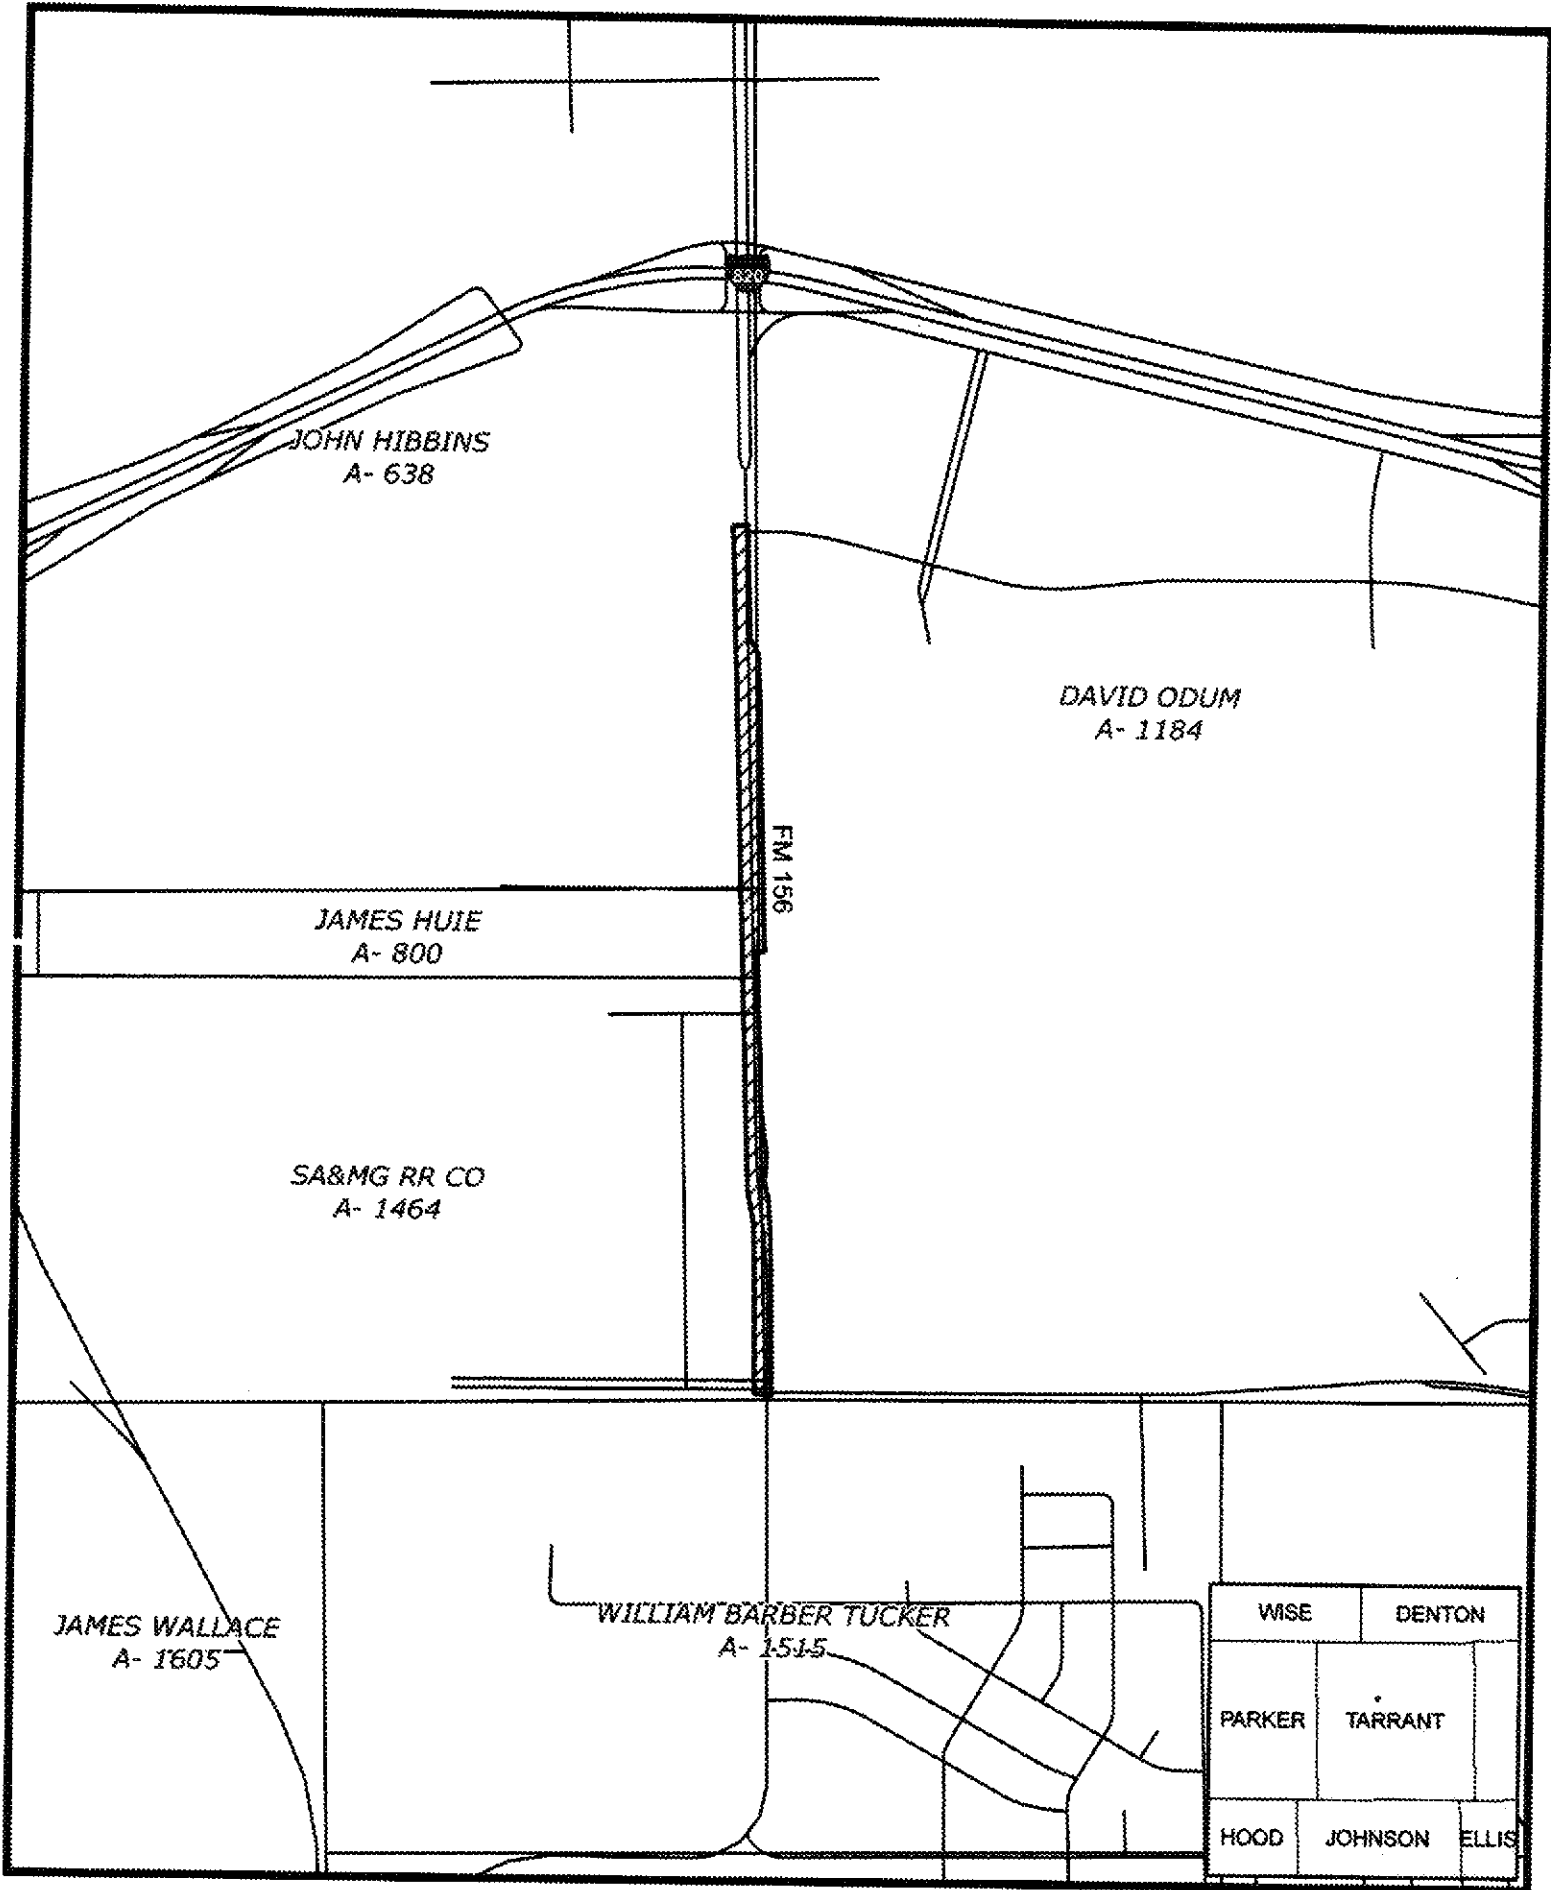 820
JOHN HIBBINS
A- 638
DAVID ODUM
A- 1184
FM 156
JAMES HUIE
A- 800
SA&MG RR CO
A- 1464
JAMES WALLACE
A- 1605
WILLIAM BARBER TUCKER
A- 1515
WISE
DENTON
PARKER
TARRANT
HOOD
JOHNSON
ELLIS